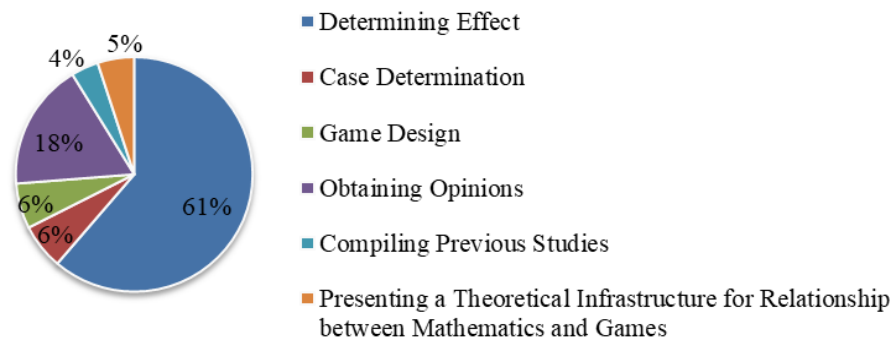 5%
4%
18%
6%
6%
61%
Determining Effect
Case Determination
Game Design
Obtaining Opinions
Compiling Previous Studies
Presenting a Theoretical Infrastructure for Relationship
between Mathematics and Games